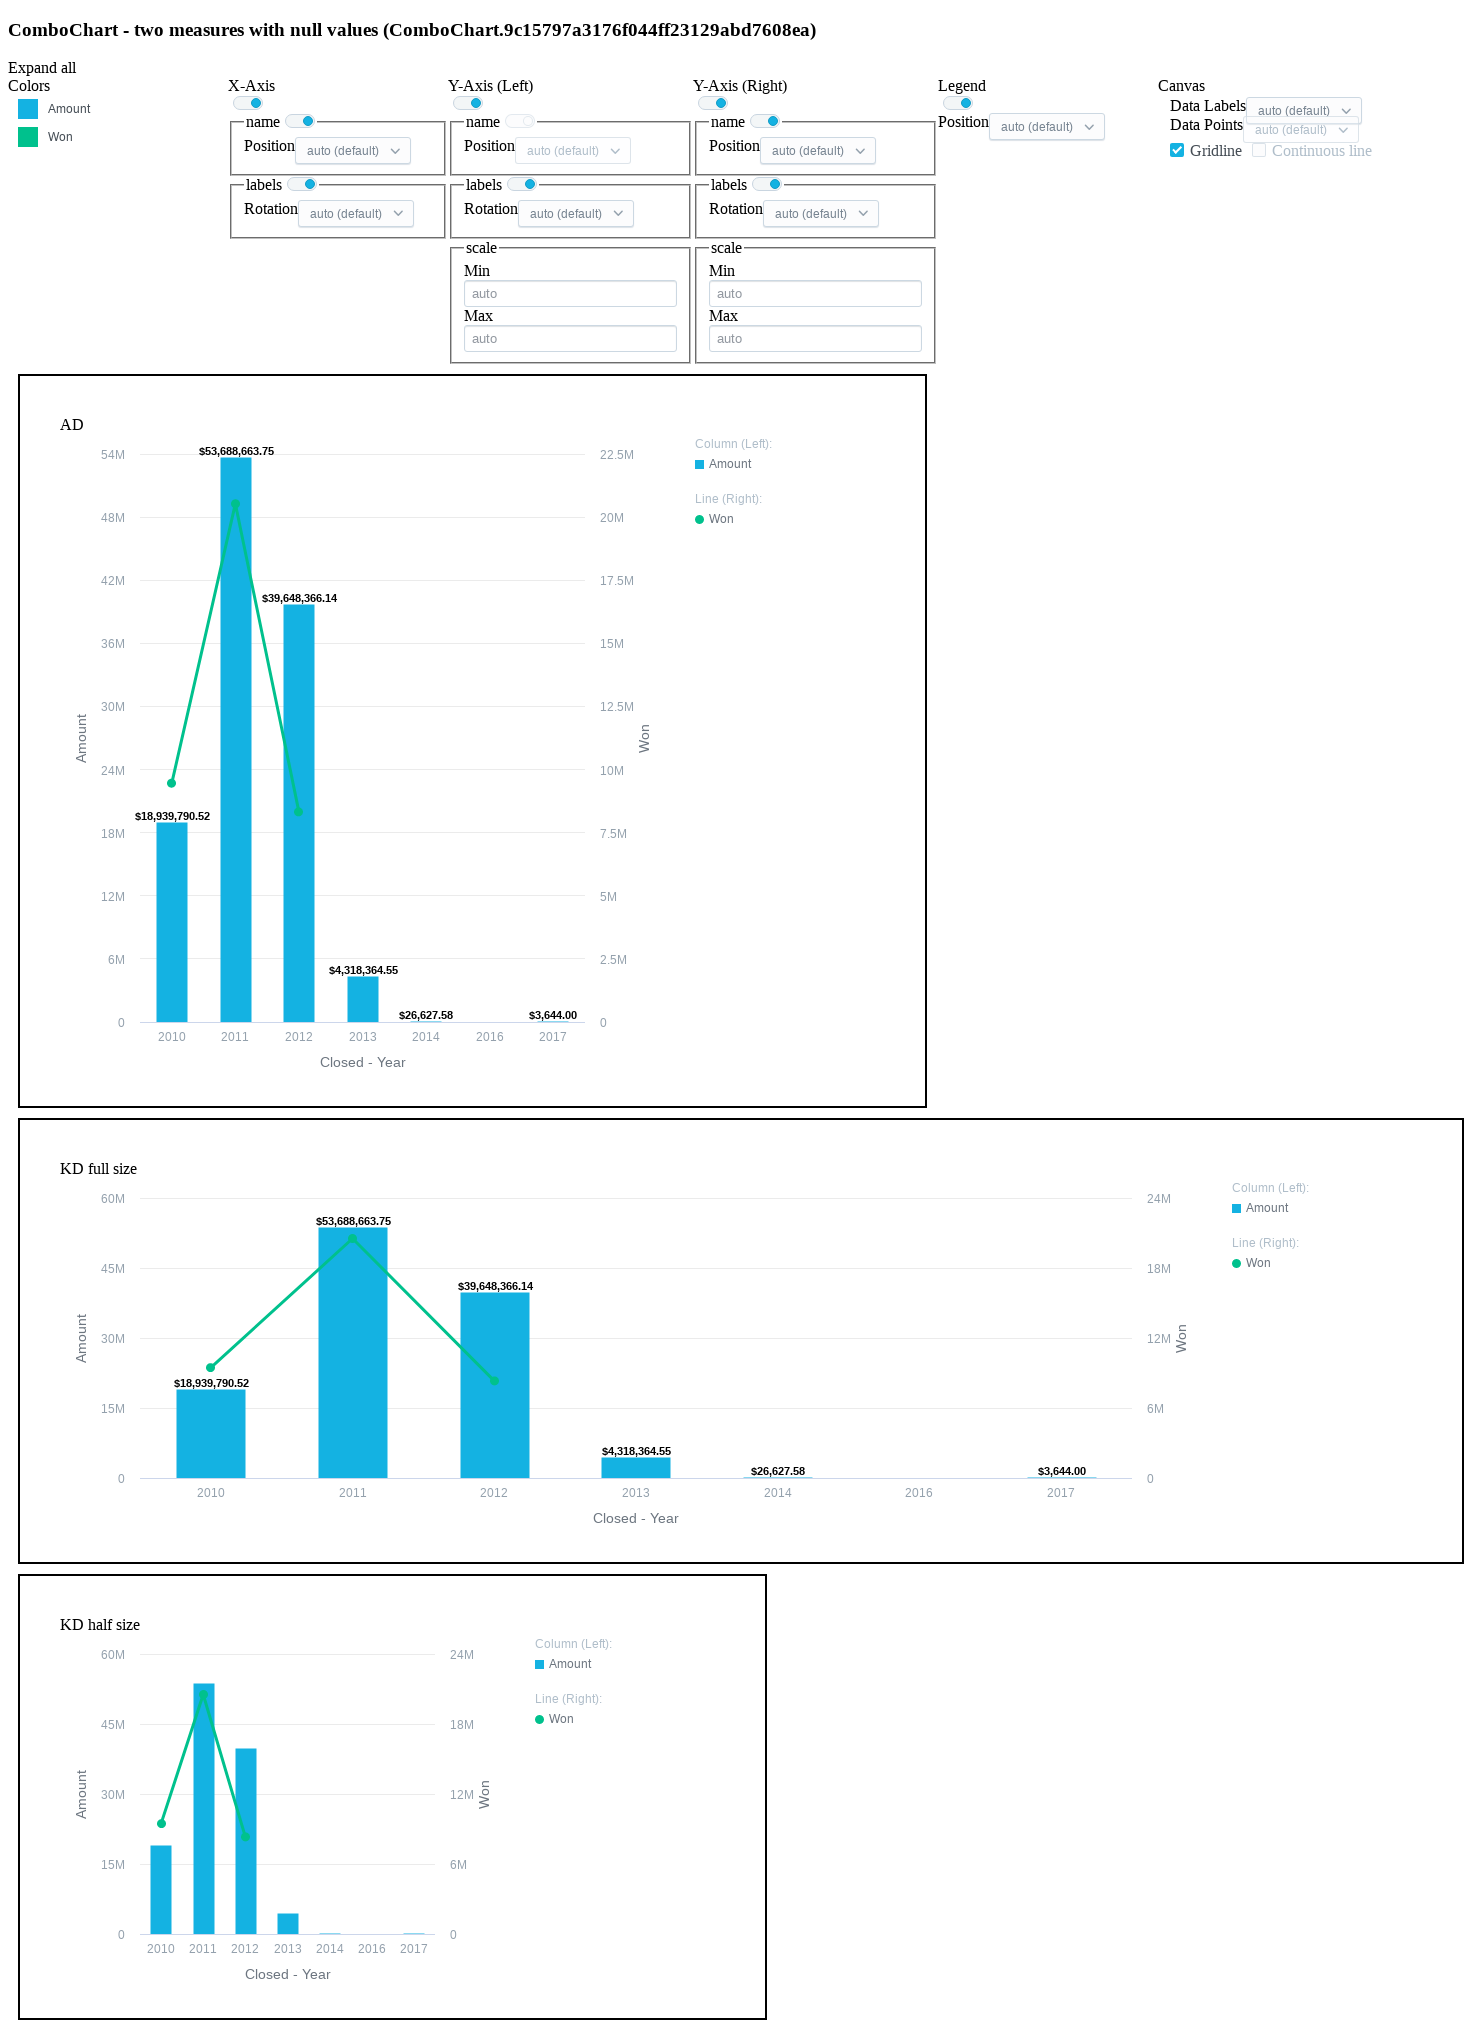 ComboChart - two measures with null values (ComboChart.9c15797a3176f044ff23129abd7608ea)
Expand all
Colors
Amount
Won
X-Axis
name
Position auto (default)
labels
Rotation auto (default)
Y-Axis (Left)
name
Position auto (default)
labels
Rotation auto (default)
scale
Min
auto
Max
auto
Y-Axis (Right)
name
Position auto (default)
labels
Rotation auto (default)
scale
Min
auto
Max
auto
Legend
Position auto (default)
Canvas
Data Labels auto (default)
Data Points auto (default)
Gridline Continuous line
AD
54M
48M
42M
36M
30M
24M
18M
12M
6M
0
Amount
$18,939,790.52
$53,688,663.75
$39,648,366.14
$4,318,364.55
$26,627.58
$3,644.00
22.5M
20M
17.5M
15M
12.5M
10M
7.5M
5M
2.5M
0
Won
2010 2011 2012 2013 2014 2016 2017
Closed - Year
Column (Left):
Amount
Line (Right):
Won
KD full size
60M
45M
30M
15M
0
Amount
$18,939,790.52
$53,688,663.75
$39,648,366.14
$4,318,364.55
$26,627.58
$3,644.00
24M
18M
12M
6M
0
Won
2010 2011 2012 2013 2014 2016 2017
Closed - Year
Column (Left):
Amount
Line (Right):
Won
KD half size
60M
45M
30M
15M
0
Amount
24M
18M
12M
6M
0
Won
2010 2011 2012 2013 2014 2016 2017
Closed - Year
Column (Left):
Amount
Line (Right):
Won